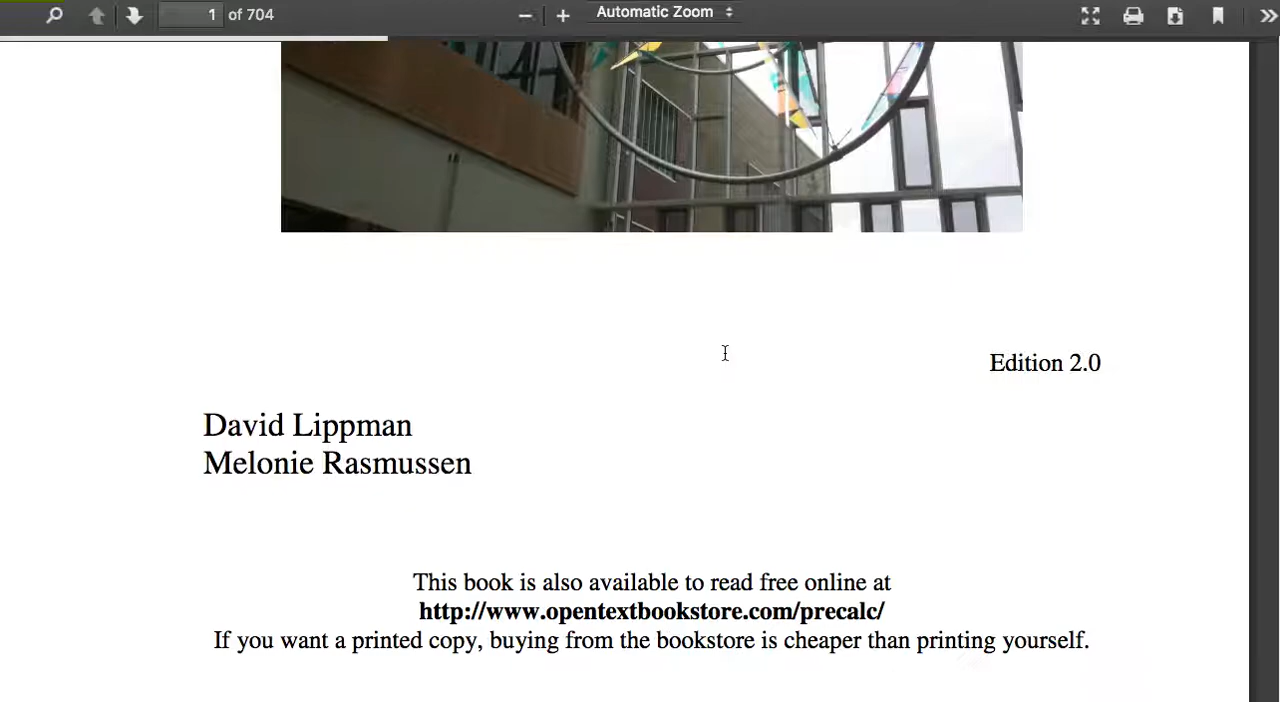 1 of 704 Automatic Zoom
Edition 2.0
David Lippman
Melonie Rasmussen
This book is also available to read free online at
http://www.opentextbookstore.com/precalc/
If you want a printed copy, buying from the bookstore is cheaper than printing yourself.